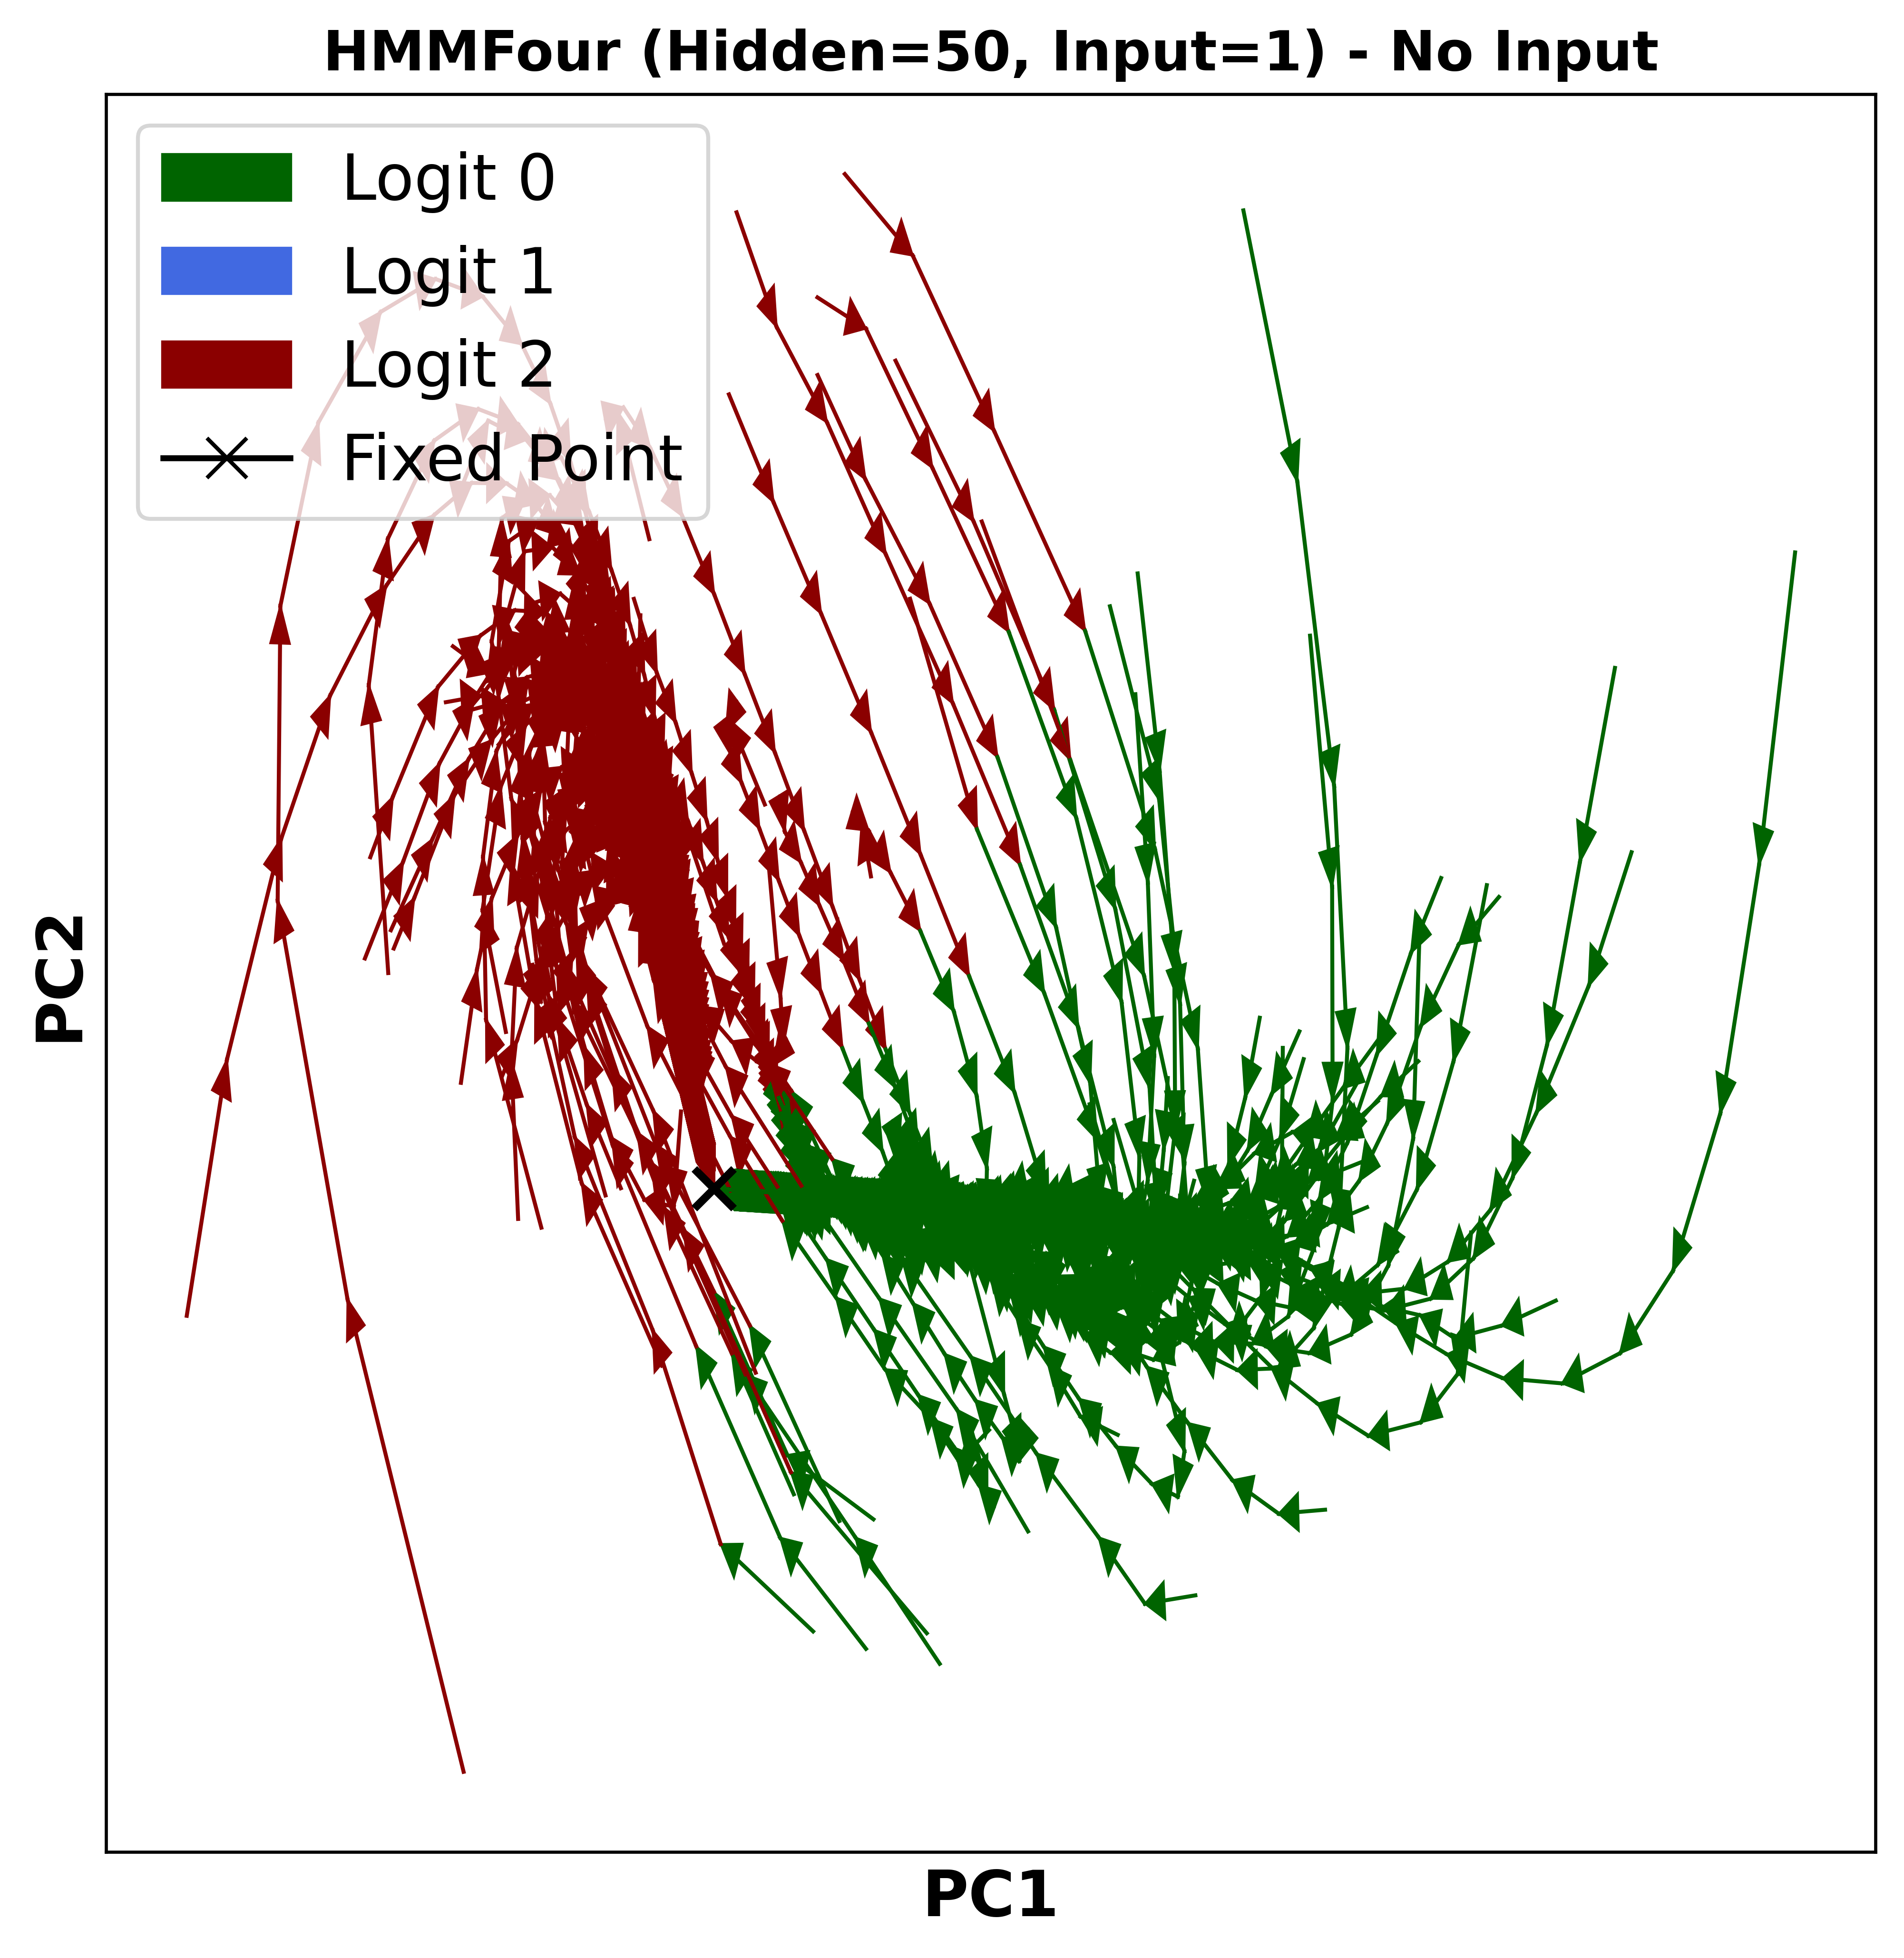 HMMFour (Hidden=50, Input=1) - No Input
Logit 0
Logit 1
Logit 2
Fixed Point
PC2
PC1